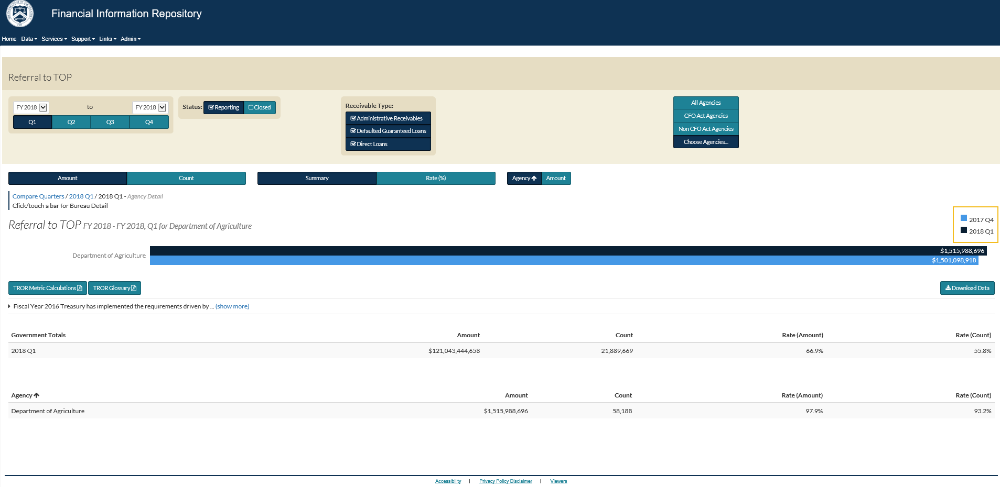 Financial Information Repository
Home Data Services Support Links Admin
Referral to TOP
FY 2018 to FY 2018
Q1 Q2 Q3 Q4
Status: Reporting Closed
Receivable Type:
Administrative Receivables
Defaulted Guaranteed Loans
Direct Loans
All Agencies
CFO Act Agencies
Non CFO Act Agencies
Choose Agencies...
Amount Count Summary Rate (%) Agency Amount
Compare Quarters / 2018 Q1 / 2018 Q1 - Agency Detail
Click/touch a bar for Bureau Detail
Referral to TOP FY 2018 - FY 2018, Q1 for Department of Agriculture
2017 Q4
2018 Q1
Department of Agriculture
$1,515,988,696
$1,501,098,918
TROR Metric Calculations TROR Glossary Download Data
Fiscal Year 2016 Treasury has implemented the requirements driven by ... (show more)
Government Totals Amount Count Rate (Amount) Rate (Count)
2018 Q1 $121,043,444,658 21,889,669 66.9% 55.8%
Agency Amount Count Rate (Amount) Rate (Count)
Department of Agriculture $1,515,988,696 58,188 97.9% 93.2%
Accessibility | Privacy Policy Disclaimer | Viewers